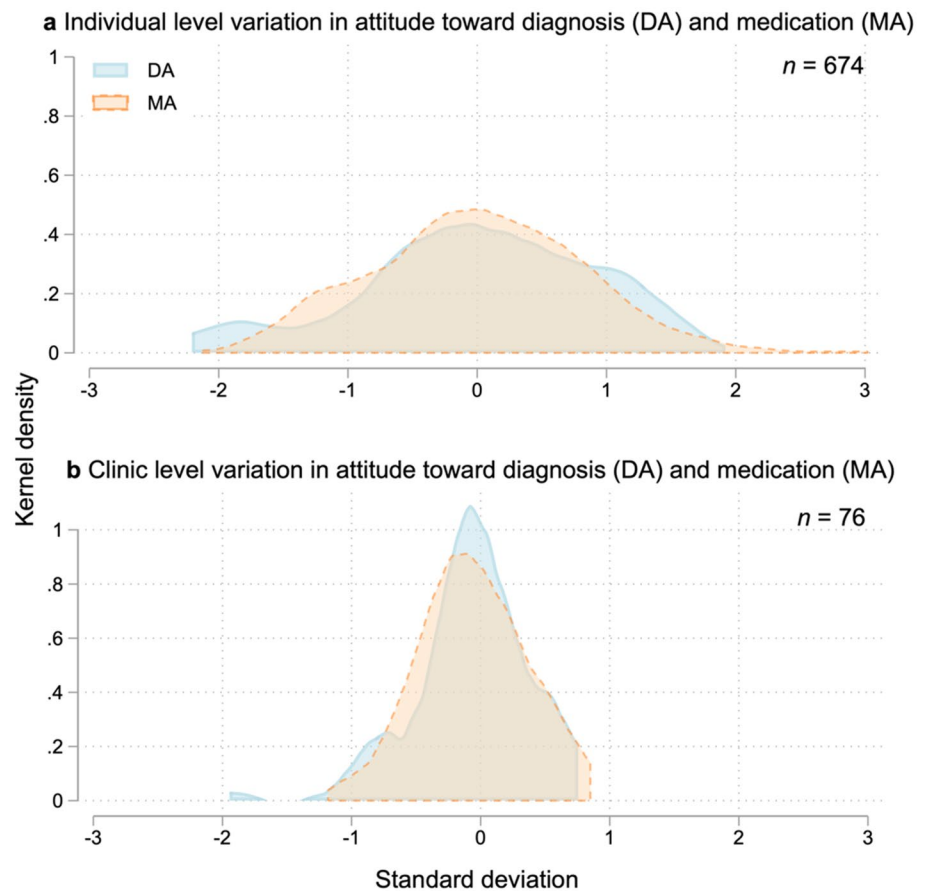 a Individual level variation in attitude toward diagnosis (DA) and medication (MA)
n = 674
DA
MA
1
.8
.6
.4
.2
0
-3 -2 -1 0 1 2 3
Kernel density
b Clinic level variation in attitude toward diagnosis (DA) and medication (MA)
n = 76
1
.8
.6
.4
.2
0
-3 -2 -1 0 1 2 3
Standard deviation